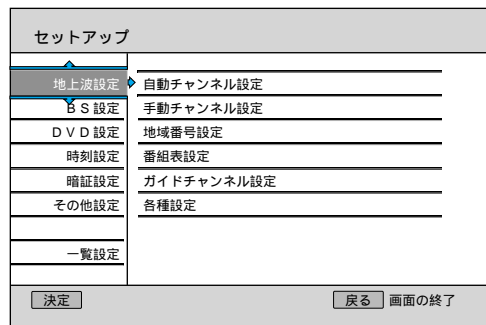 セットアップ
地上波設定
ＢＳ設定
ＤＶＤ設定
時刻設定
暗証設定
その他設定
一覧設定
自動チャンネル設定
手動チャンネル設定
地域番号設定
番組表設定
ガイドチャンネル設定
各種設定
決定
戻る 画面の終了